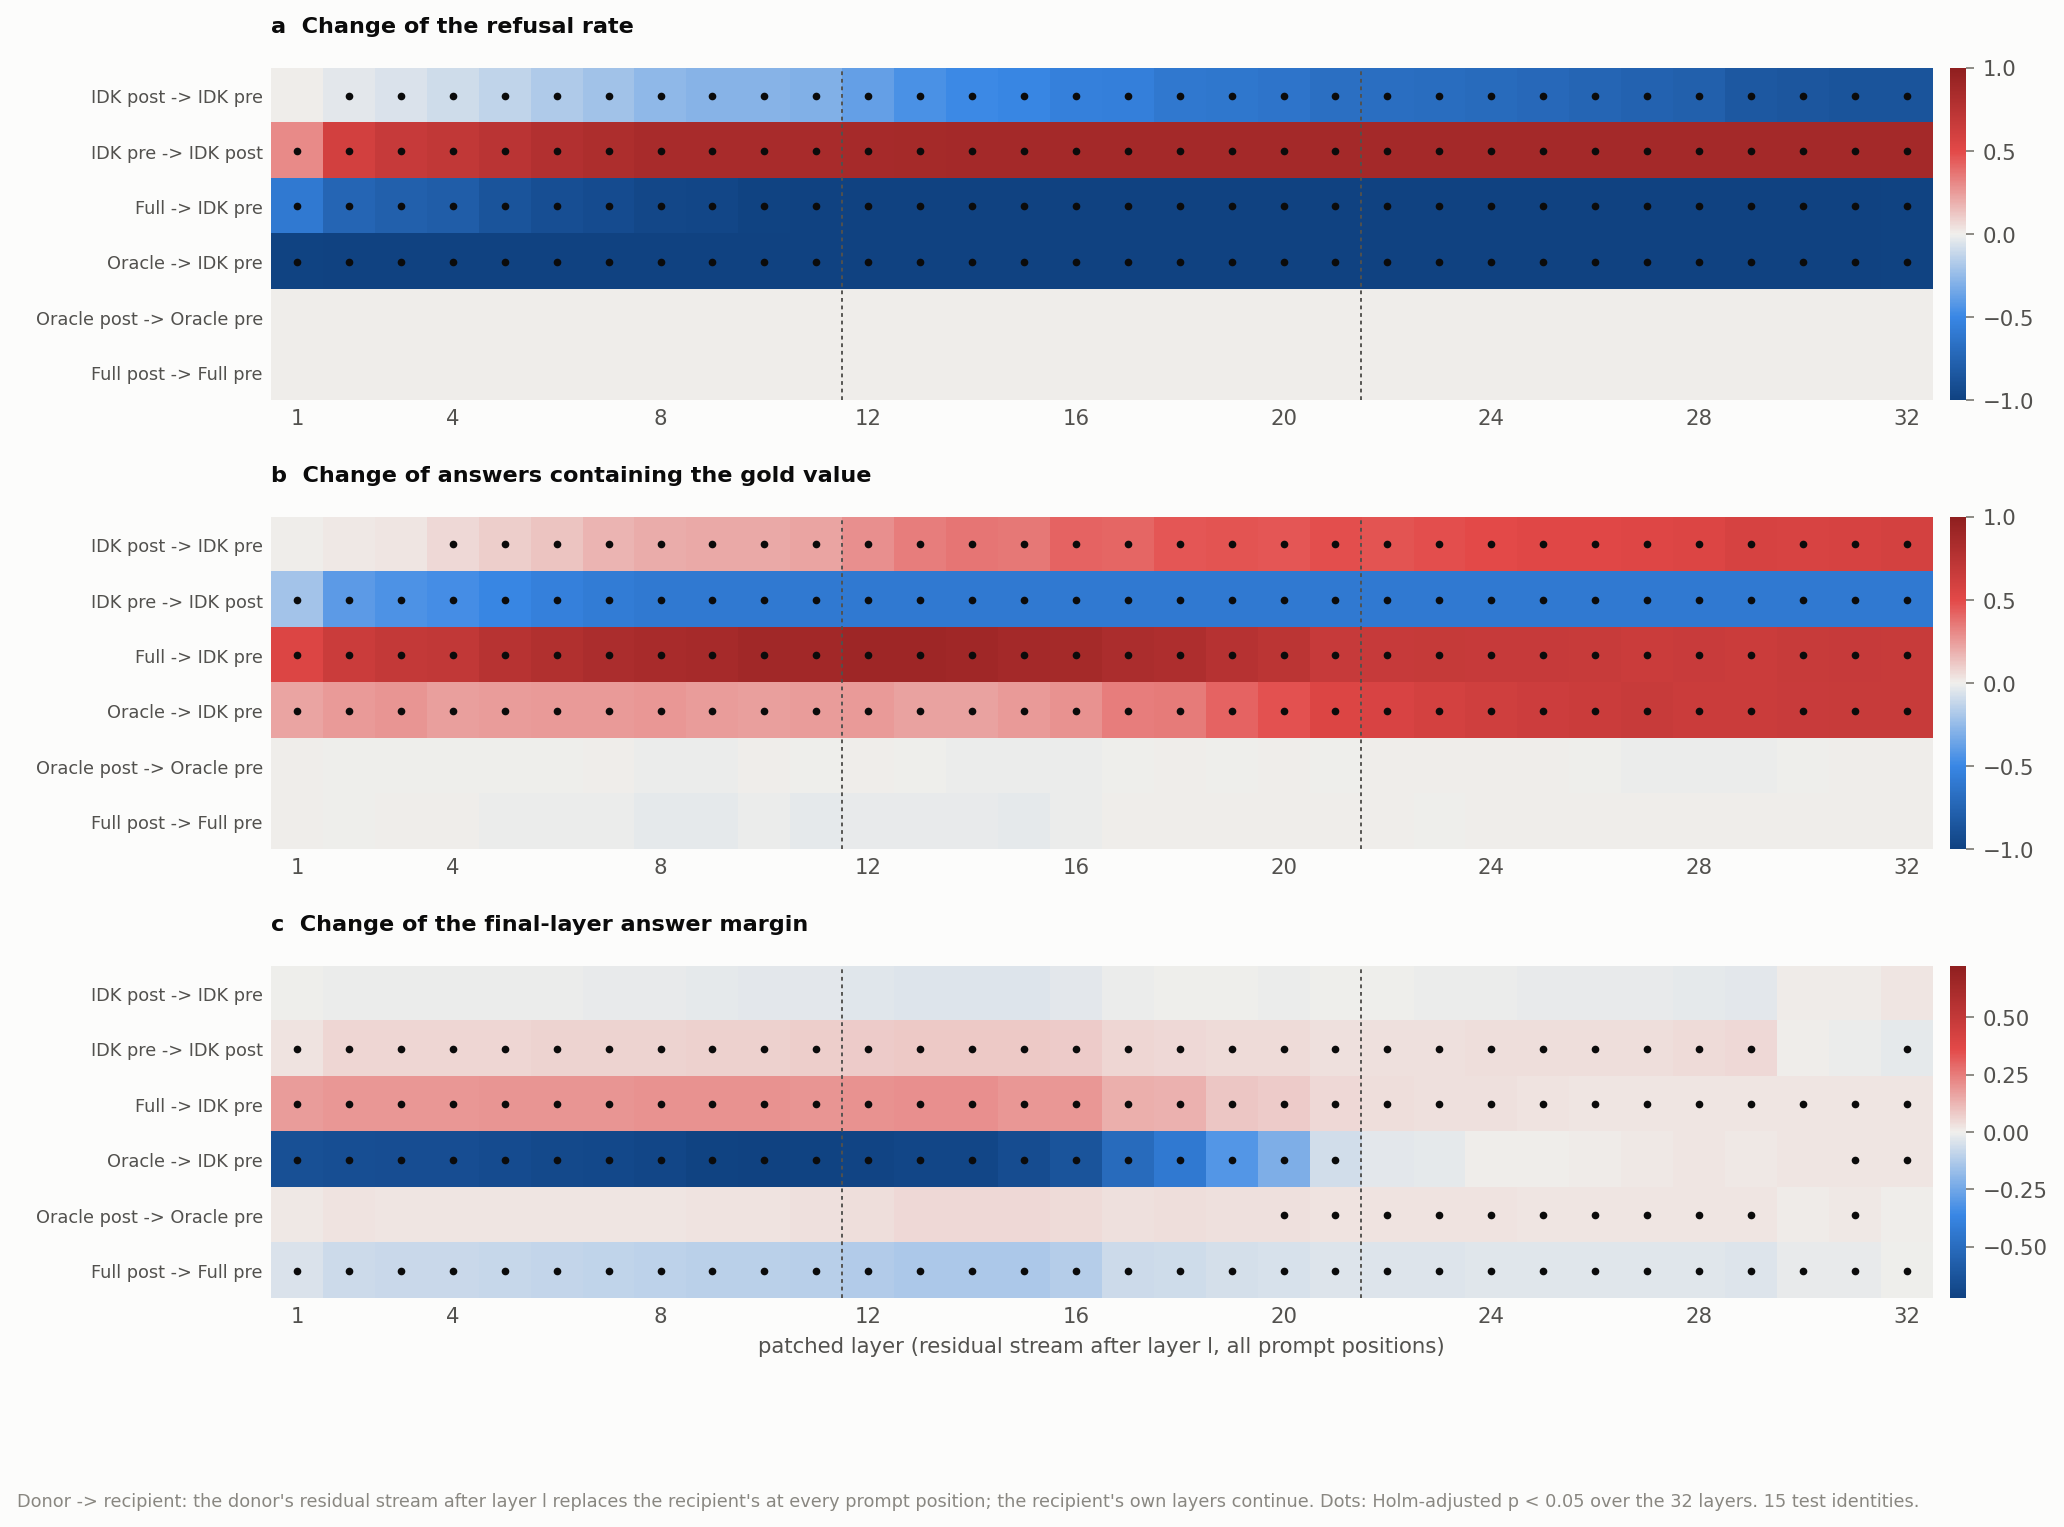 a Change of the refusal rate
IDK post -> IDK pre
IDK pre -> IDK post
Full -> IDK pre
Oracle -> IDK pre
Oracle post -> Oracle pre
Full post -> Full pre
1 4 8 12 16 20 24 28 32
1.0
0.5
0.0
−0.5
−1.0
b Change of answers containing the gold value
IDK post -> IDK pre
IDK pre -> IDK post
Full -> IDK pre
Oracle -> IDK pre
Oracle post -> Oracle pre
Full post -> Full pre
1 4 8 12 16 20 24 28 32
1.0
0.5
0.0
−0.5
−1.0
c Change of the final-layer answer margin
IDK post -> IDK pre
IDK pre -> IDK post
Full -> IDK pre
Oracle -> IDK pre
Oracle post -> Oracle pre
Full post -> Full pre
1 4 8 12 16 20 24 28 32
0.50
0.25
0.00
−0.25
−0.50
patched layer (residual stream after layer l, all prompt positions)
Donor -> recipient: the donor's residual stream after layer l replaces the recipient's at every prompt position; the recipient's own layers continue. Dots: Holm-adjusted p < 0.05 over the 32 layers. 15 test identities.